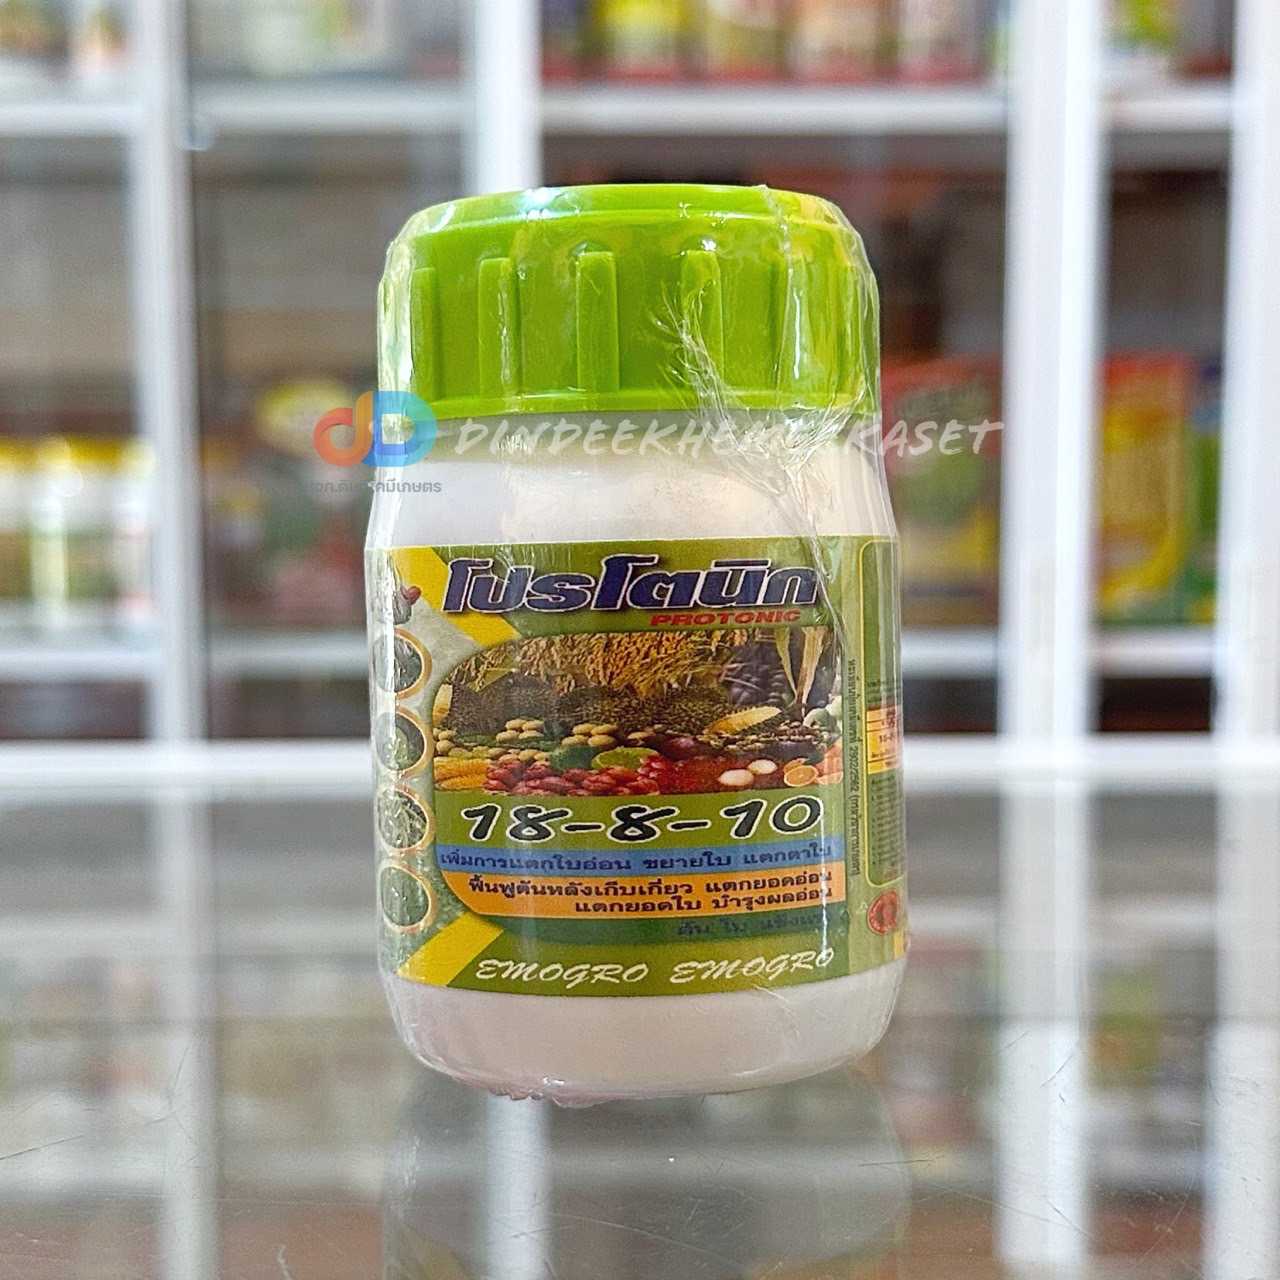 DINDEEKHEMEEKASET
โปรโตนิก
PROTONIC
18-8-10
เพิ่มการแตกใบอ่อน ขยายใบ แตกตาใบ
ฟื้นฟูต้นหลังเก็บเกี่ยว แตกยอดอ่อน
แตกยอดใบ บำรุงผลอ่อน
EMOGRO EMOGRO